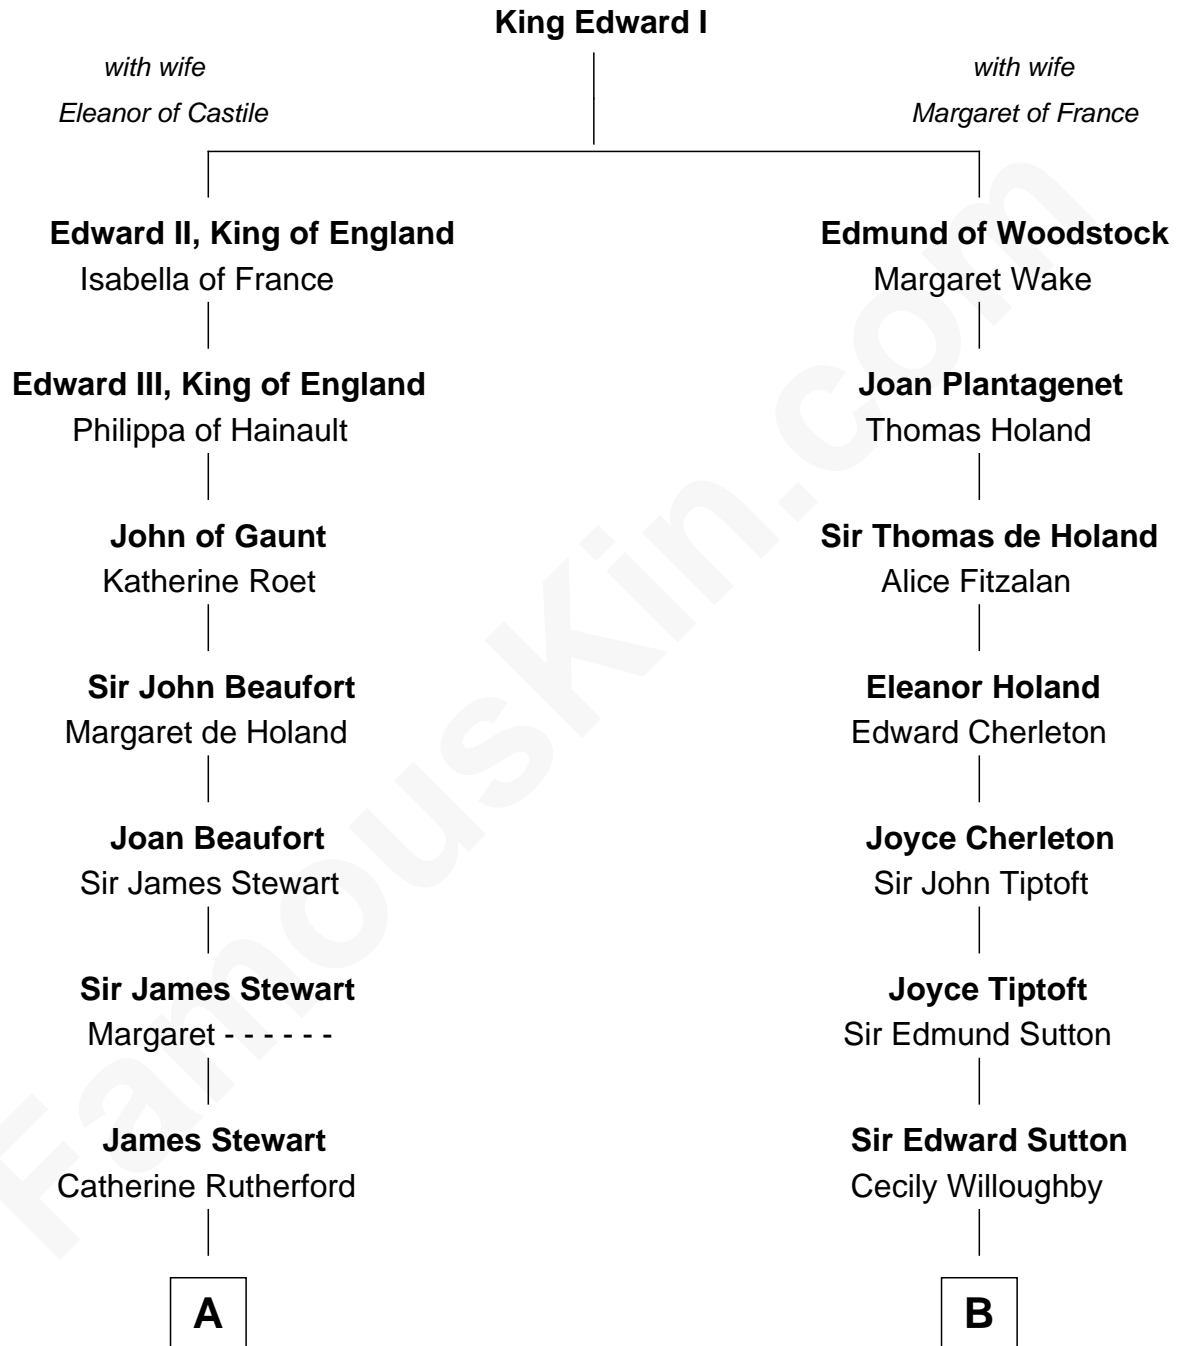 King Edward I
with wife
Eleanor of Castile
with wife
Margaret of France
Edward II, King of England
Isabella of France
Edmund of Woodstock
Margaret Wake
Edward III, King of England
Philippa of Hainault
Joan Plantagenet
Thomas Holand
John of Gaunt
Katherine Roet
Sir Thomas de Holand
Alice Fitzalan
Sir John Beaufort
Margaret de Holand
Eleanor Holand
Edward Cherleton
Joan Beaufort
Sir James Stewart
Joyce Cherleton
Sir John Tiptoft
Sir James Stewart
Margaret - - - - - -
Joyce Tiptoft
Sir Edmund Sutton
James Stewart
Catherine Rutherford
Sir Edward Sutton
Cecily Willoughby
A
B
FamousKin.com